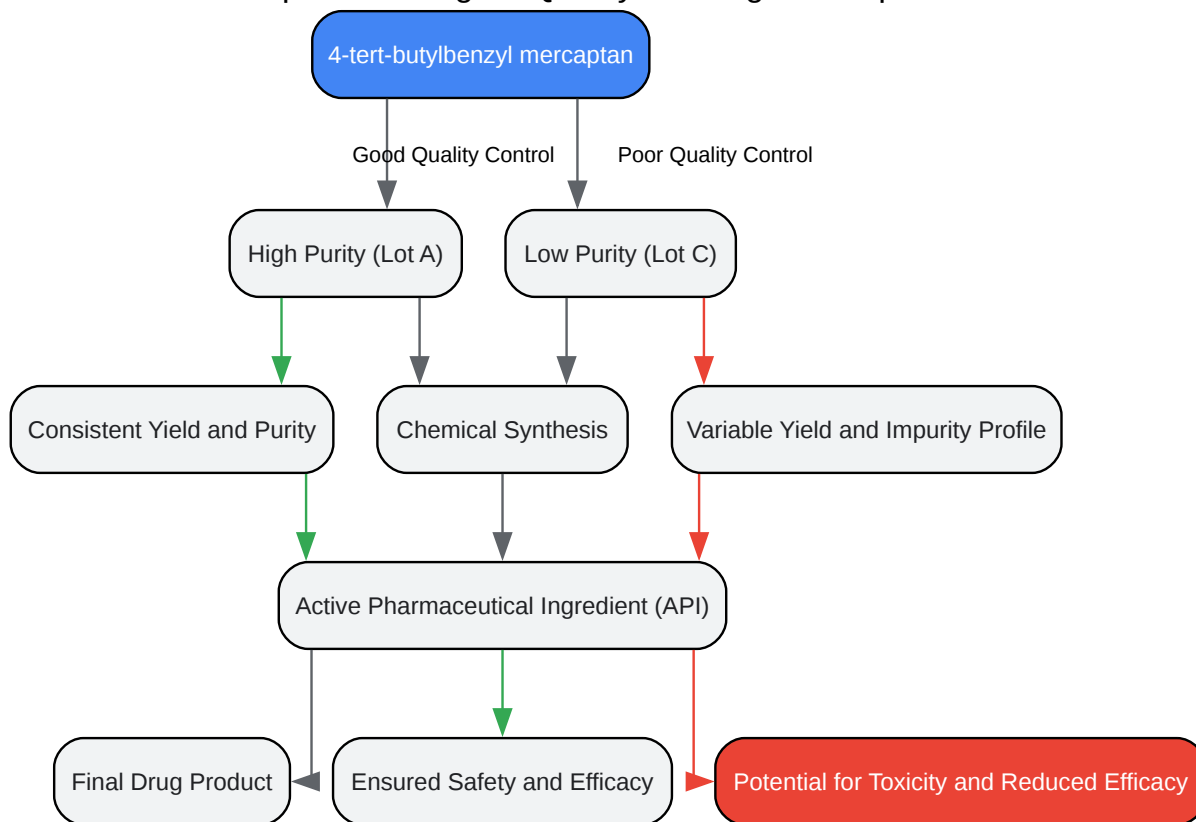 4-tert-butylbenzyl mercaptan
Good Quality Control
Poor Quality Control
High Purity (Lot A)
Low Purity (Lot C)
Consistent Yield and Purity
Chemical Synthesis
Variable Yield and Impurity Profile
Active Pharmaceutical Ingredient (API)
Final Drug Product
Ensured Safety and Efficacy
Potential for Toxicity and Reduced Efficacy